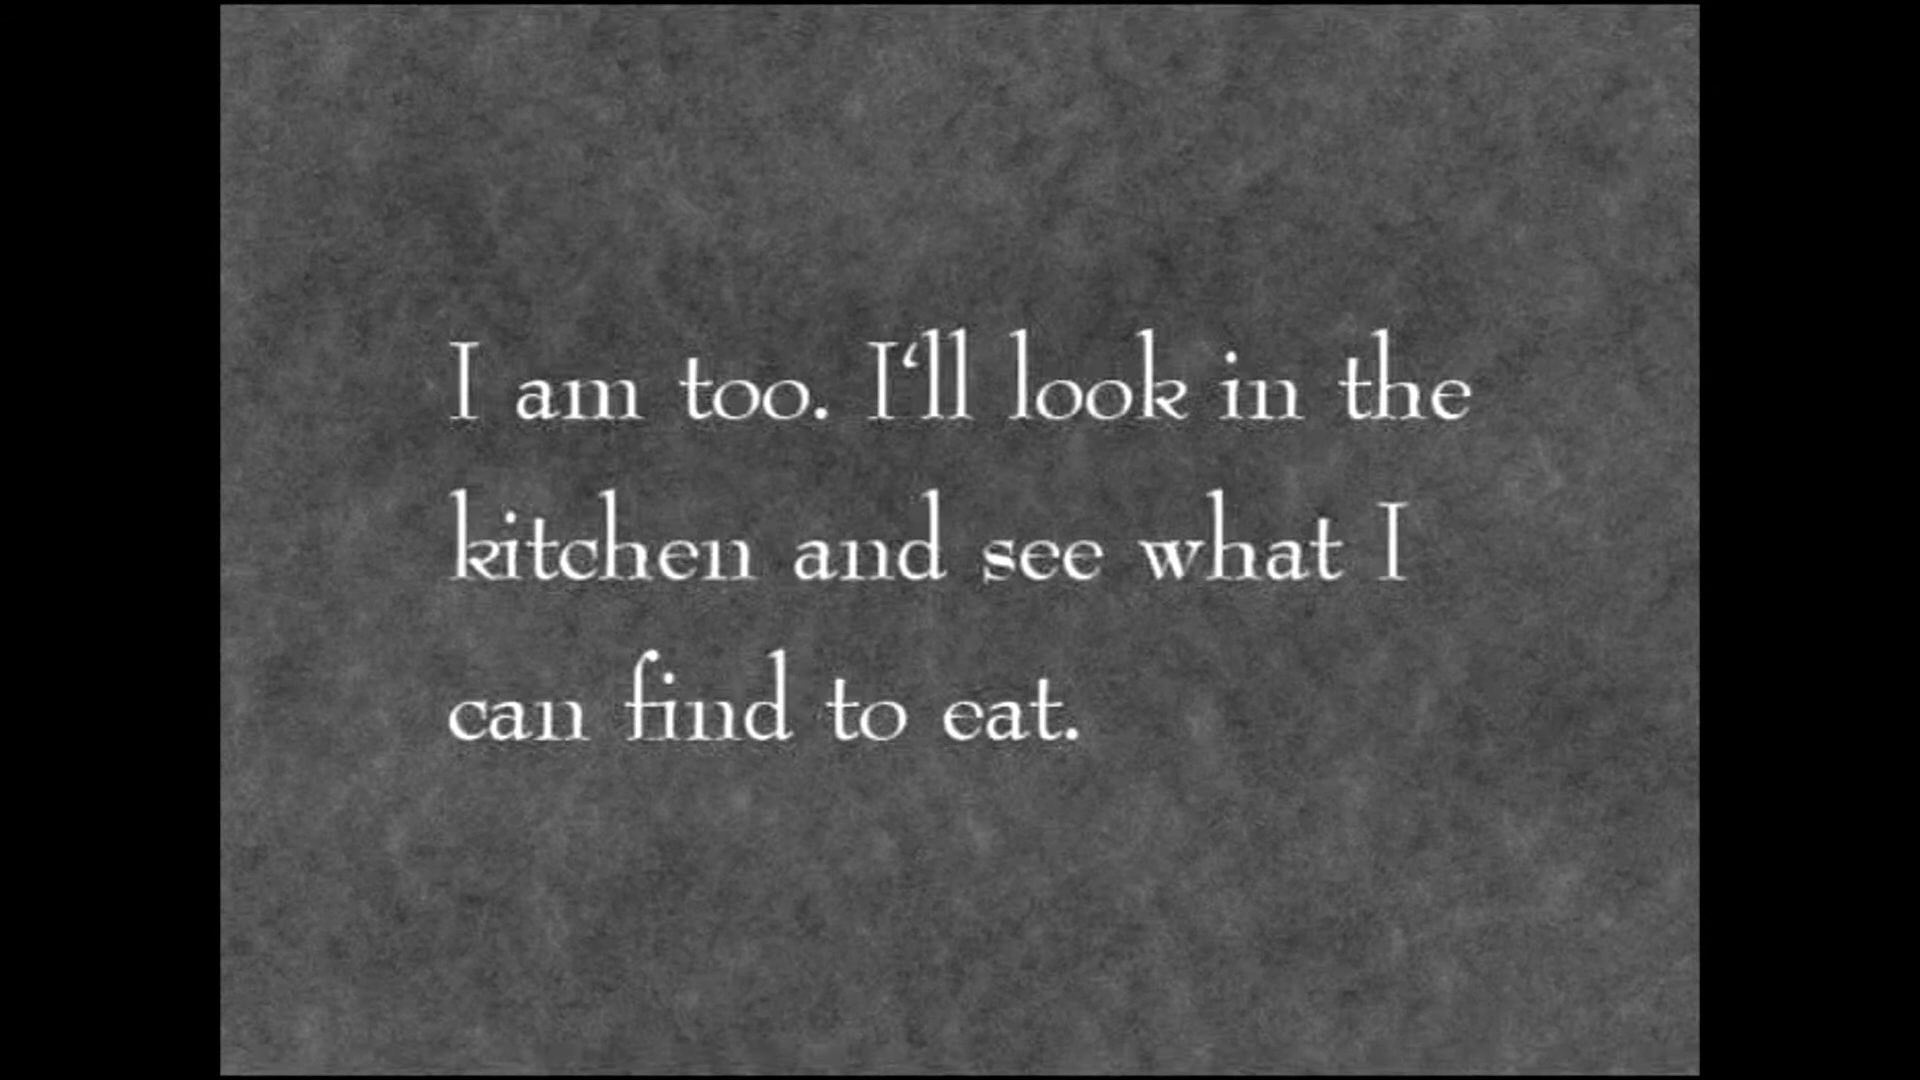 I am too. I‘ll look in the
kitchen and see what I
can find to eat.